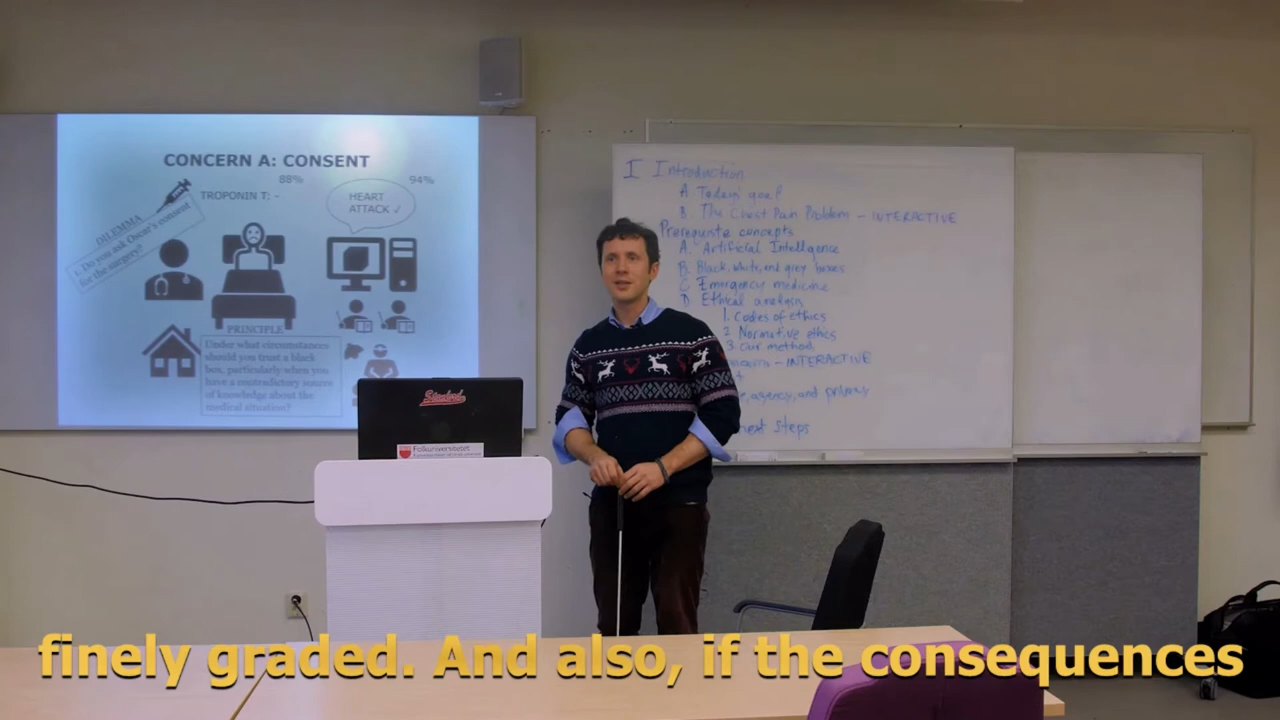 CONCERN A: CONSENT
88%
94%
TROPONIN T: -
HEART
ATTACK ✓
DILEMMA
1. Do you ask Oscar's consent
for the surgery?
PRINCIPLE
Under what circumstances
should you trust a black
box, particularly when you
have a contradictory source
of knowledge about the
medical situation?
Stanford
Folkuniversitetet
I Introduction
A. Today's goal
B. The Chest Pain Problem - INTERACTIVE
Prerequisite concepts
A. Artificial Intelligence
B. Black, white, and grey boxes
C. Emergency medicine
D. Ethical analysis
1. Codes of ethics
2. Normative ethics
3. Our method
- INTERACTIVE
agency, and privacy
next steps
finely graded. And also, if the consequences